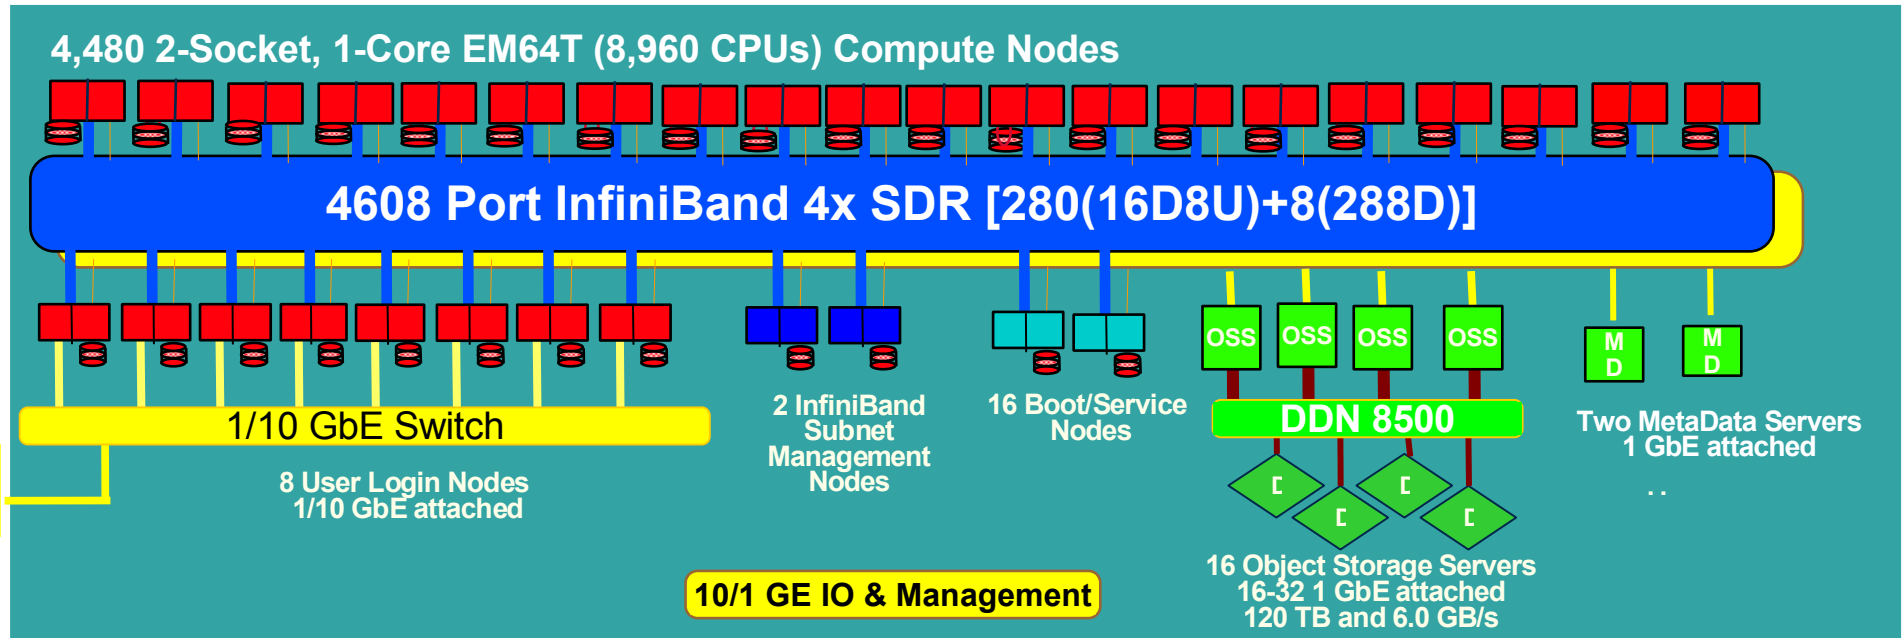 4,480 2-Socket, 1-Core EM64T (8,960 CPUs) Compute Nodes
4608 Port InfiniBand 4x SDR [280(16D8U)+8(288D)]
OSS
OSS
OSS
OSS
M
D
M
D
1/10 GbE Switch
8 User Login Nodes
1/10 GbE attached
2 InfiniBand
Subnet
Management
Nodes
16 Boot/Service
Nodes
DDN 8500
Two MetaData Servers
1 GbE attached
. .
16 Object Storage Servers
16-32 1 GbE attached
120 TB and 6.0 GB/s
10/1 GE IO & Management